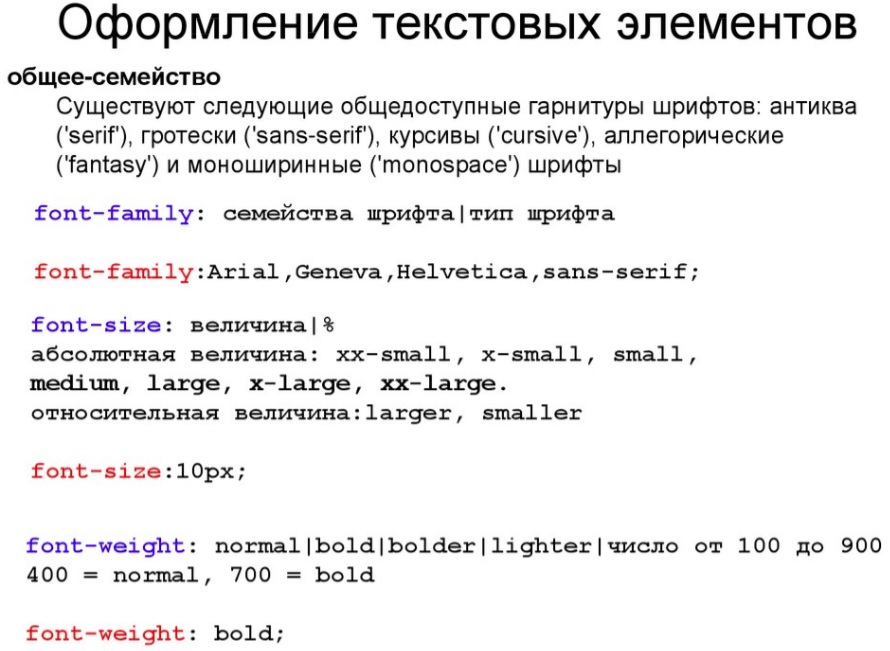 Оформление текстовых элементов
общее-семейство
Существуют следующие общедоступные гарнитуры шрифтов: антиква
('serif'), гротески ('sans-serif'), курсивы ('cursive'), аллегорические
('fantasy') и моноширинные ('monospace') шрифты
font-family: семейства шрифта|тип шрифта
font-family:Arial,Geneva,Helvetica,sans-serif;
font-size: величина|%
абсолютная величина: xx-small, x-small, small,
medium, large, x-large, xx-large.
относительная величина:larger, smaller
font-size:10px;
font-weight: normal|bold|bolder|lighter|число от 100 до 900
400 = normal, 700 = bold
font-weight: bold;